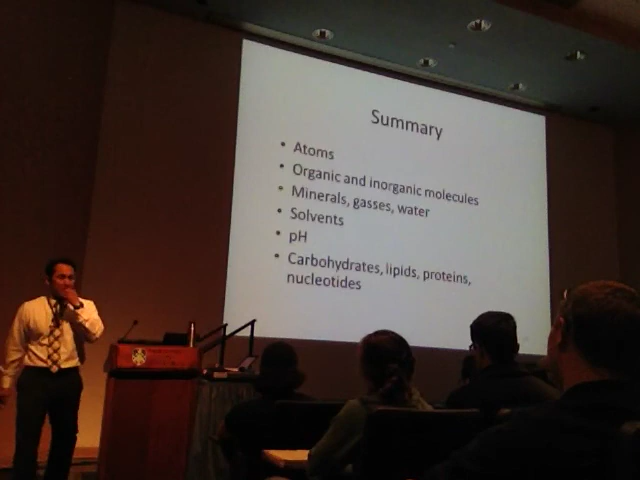 Summary
• Atoms
• Organic and inorganic molecules
• Minerals, gasses, water
• Solvents
• pH
• Carbohydrates, lipids, proteins,
nucleotides